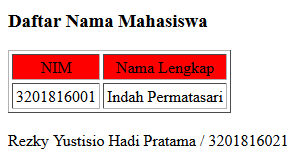 Daftar Nama Mahasiswa
NIM Nama Lengkap
3201816001 Indah Permatasari
Rezky Yustisio Hadi Pratama / 3201816021